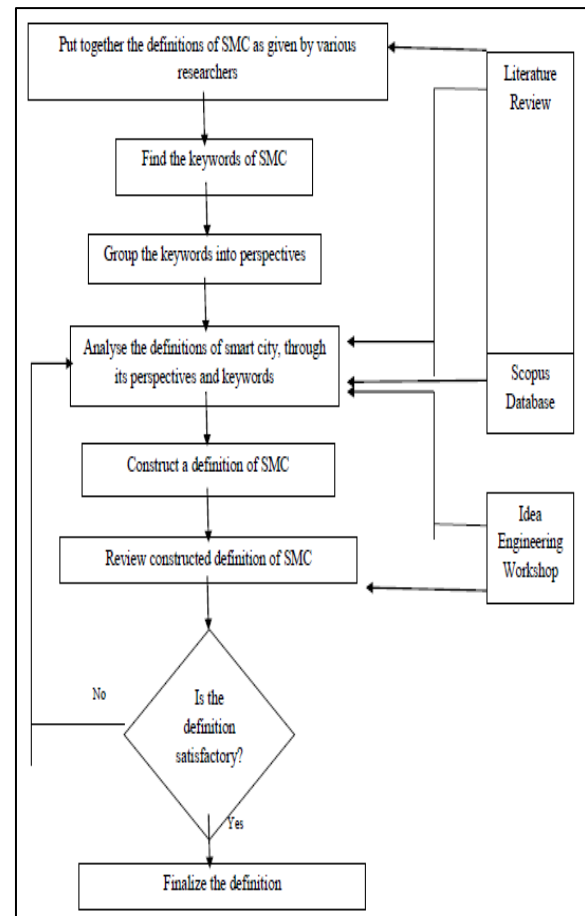 Put together the definitions of SMC as given by various
researchers
Literature
Review
Find the keywords of SMC
Group the keywords into perspectives
Analyse the definitions of smart city, through
its perspectives and keywords
Scopus
Database
Construct a definition of SMC
Idea
Engineering
Workshop
Review constructed definition of SMC
No
Is the
definition
satisfactory?
Yes
Finalize the definition